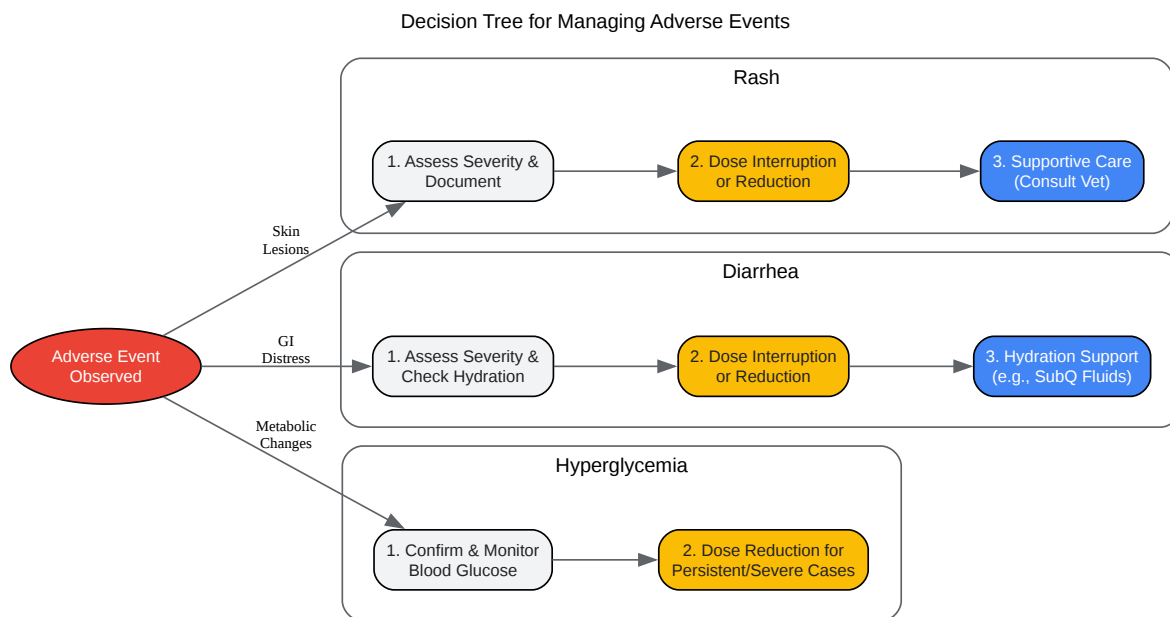 Decision Tree for Managing Adverse Events
Rash
1. Assess Severity &
Document
2. Dose Interruption
or Reduction
3. Supportive Care
(Consult Vet)
Skin
Lesions
Diarrhea
GI
Distress
Adverse Event
Observed
1. Assess Severity &
Check Hydration
2. Dose Interruption
or Reduction
3. Hydration Support
(e.g., SubQ Fluids)
Metabolic
Changes
Hyperglycemia
1. Confirm & Monitor
Blood Glucose
2. Dose Reduction for
Persistent/Severe Cases